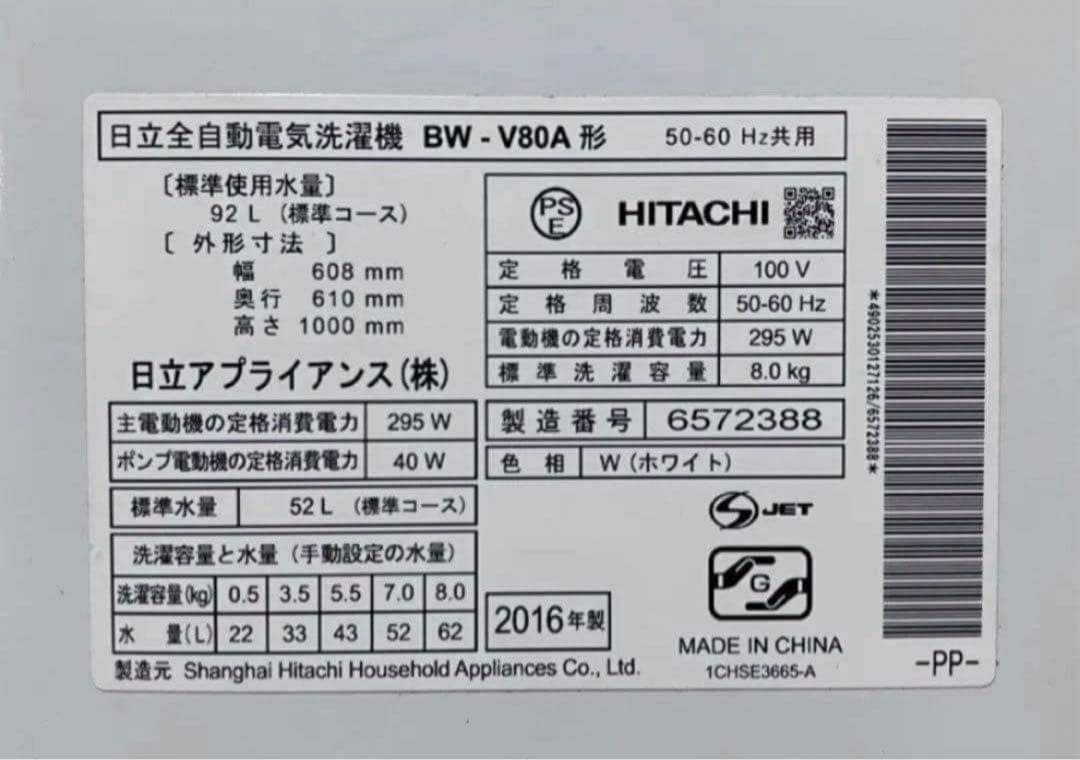 日立全自動電気洗濯機 BW-V80A 形 50-60 Hz共用
〔標準使用水量〕
92 L (標準コース)
〔 外形寸法 〕
幅 608 mm
奥行 610 mm
高さ 1000 mm
日立アプライアンス(株)
主電動機の定格消費電力 295 W
ポンプ電動機の定格消費電力 40 W
標準水量 52 L (標準コース)
洗濯容量と水量 (手動設定の水量)
洗濯容量(kg) 0.5 3.5 5.5 7.0 8.0
水 量(L) 22 33 43 52 62
製造元 Shanghai Hitachi Household Appliances Co., Ltd.
PS E HITACHI
定格電圧 100 V
定格周波数 50-60 Hz
電動機の定格消費電力 295 W
標準洗濯容量 8.0 kg
製造番号 6572388
色相 W (ホワイト)
S JET
G
2016年製
MADE IN CHINA
1CHSE3665-A
*4902530127126/6572388*
-PP-